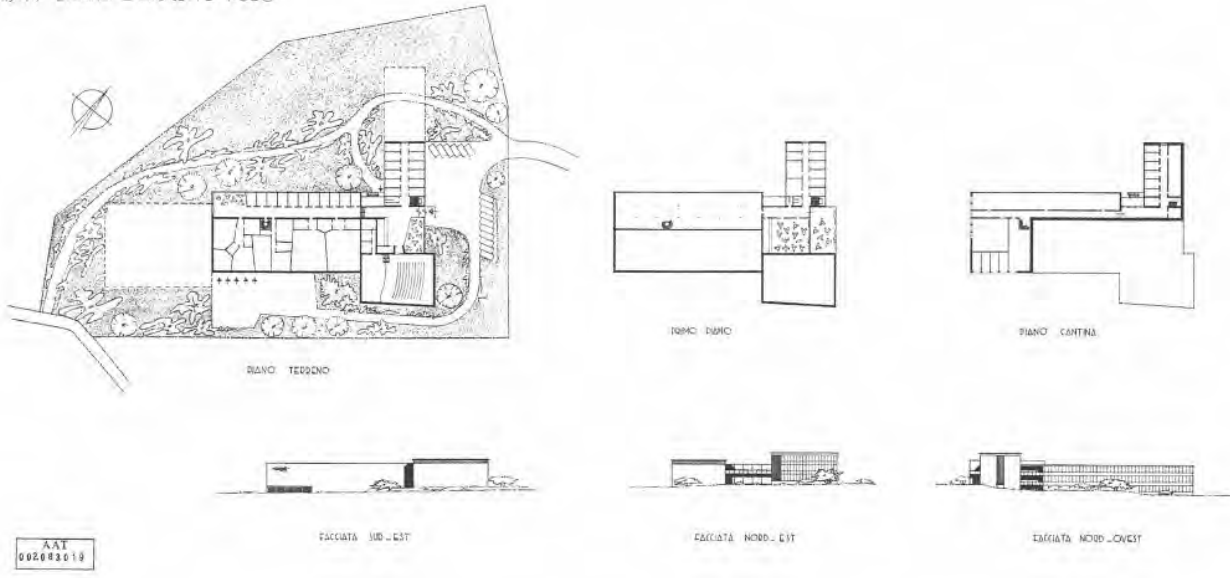 PIANO TERRENO
PRIMO PIANO
PIANO CANTINA
FACCIATA SUD-EST
FACCIATA NORD-EST
FACCIATA NORD-OVEST
AAT
002083019